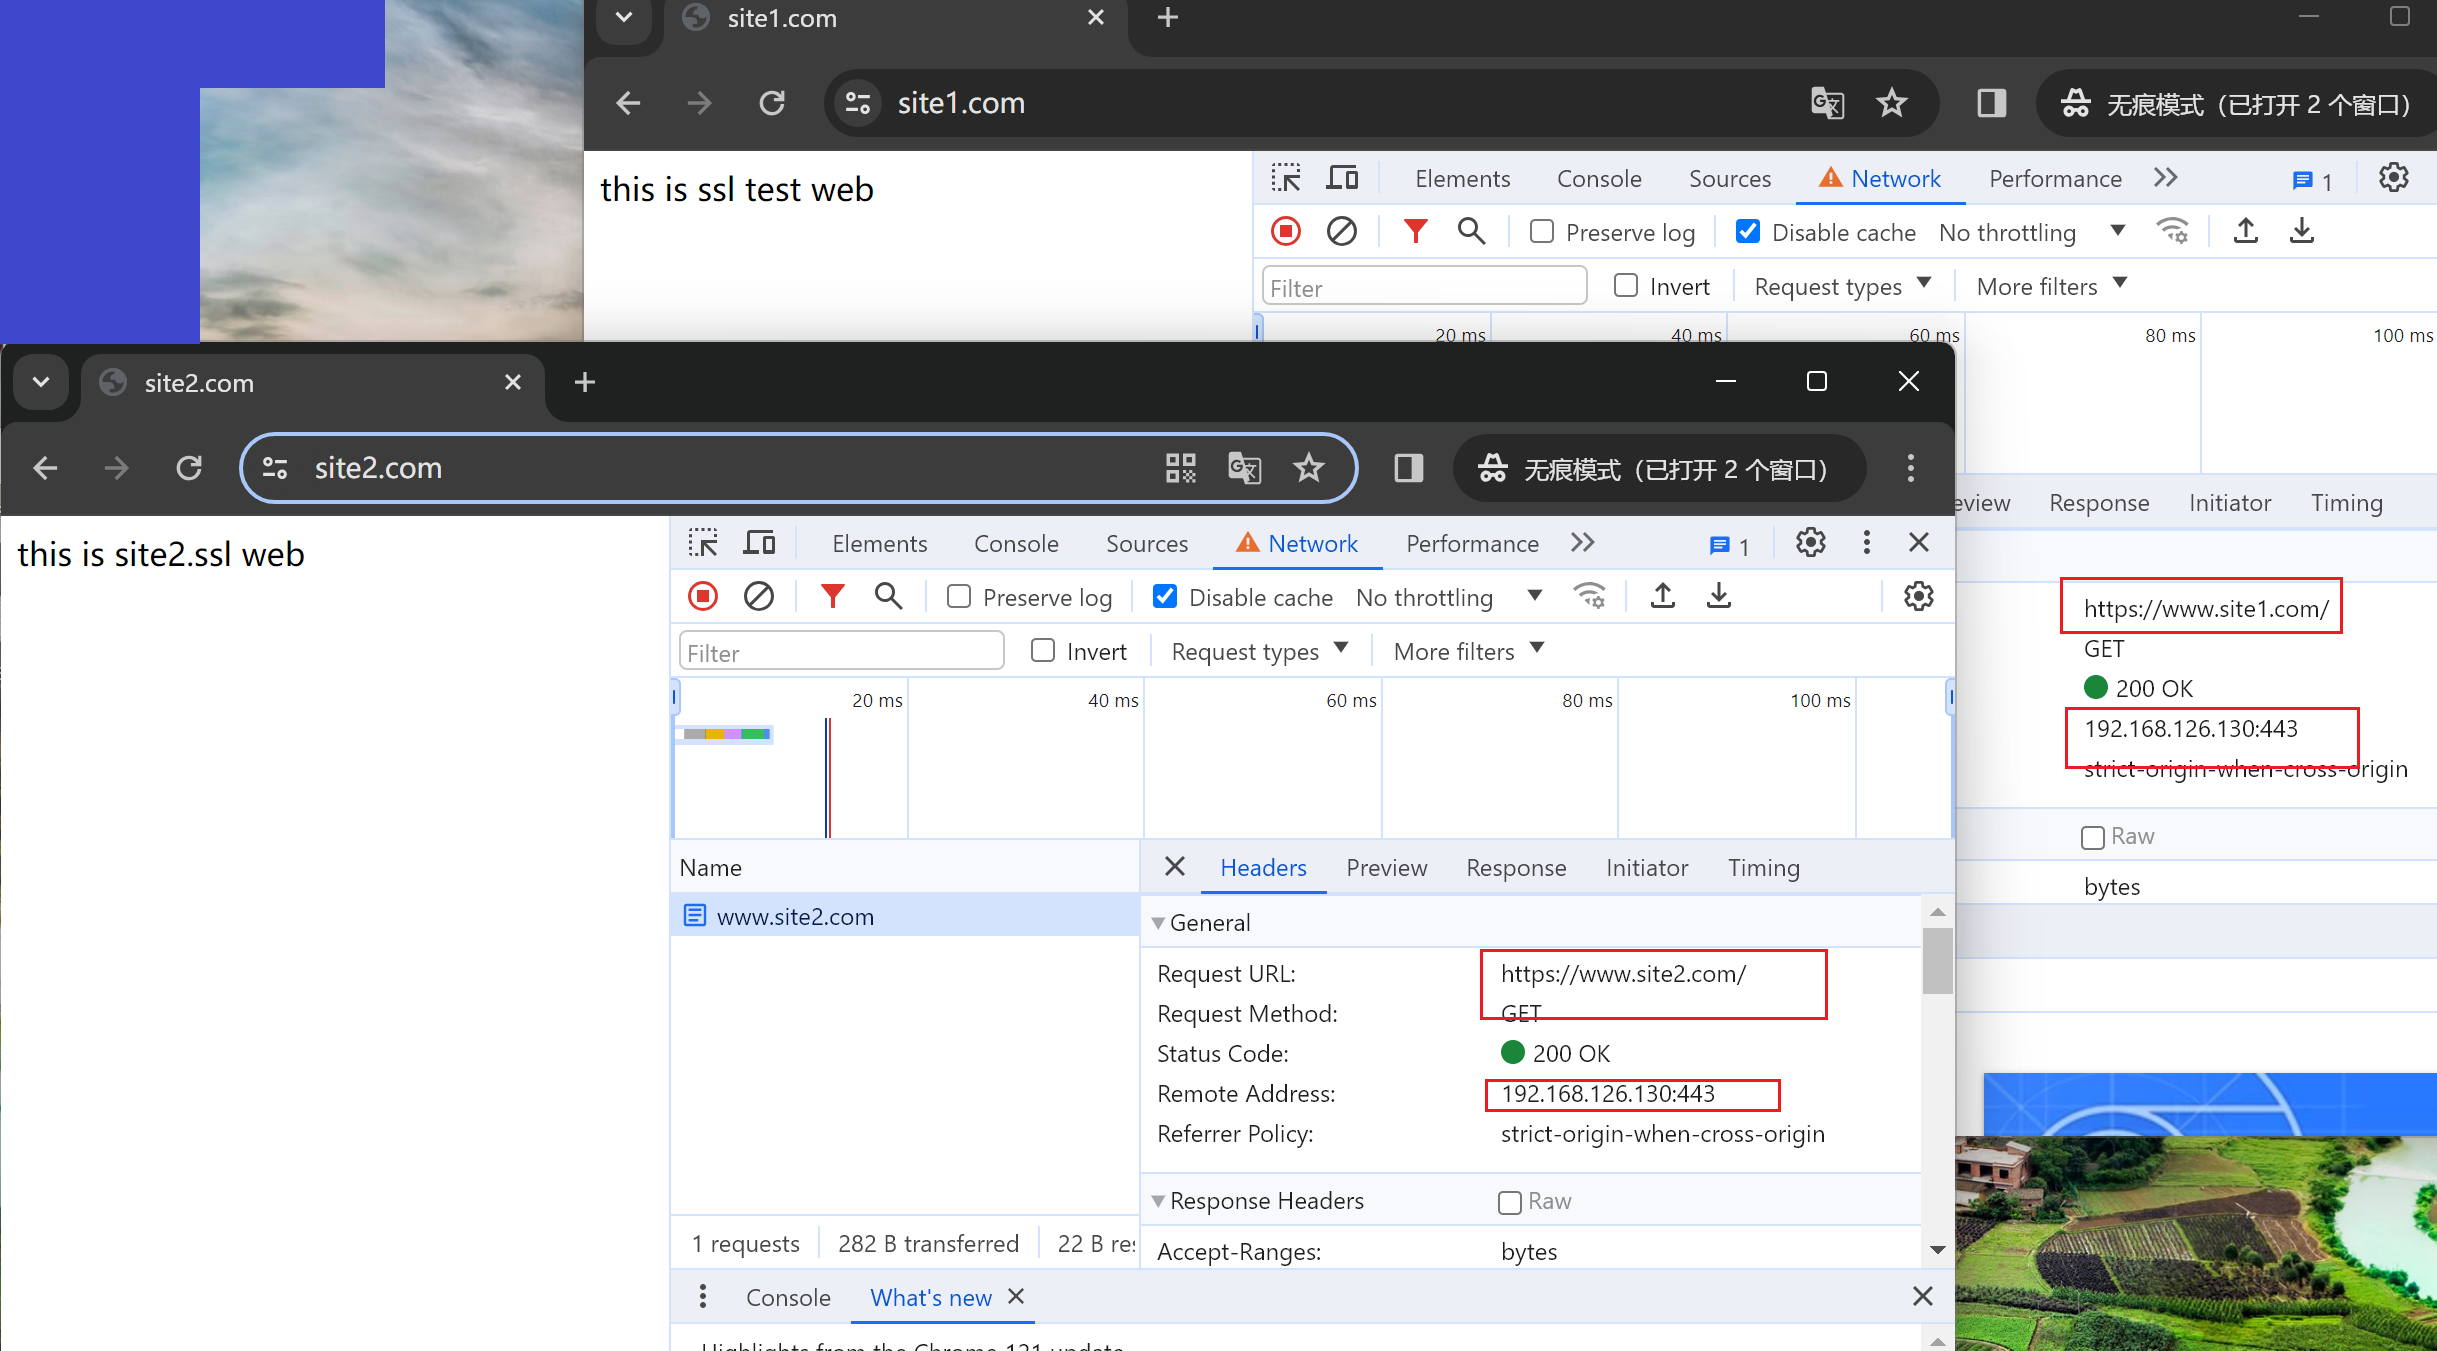 site1.com
site1.com
无痕模式（已打开 2 个窗口）
this is ssl test web
Elements Console Sources Network Performance 1
Preserve log Disable cache No throttling
Filter Invert Request types More filters
20 ms 40 ms 60 ms 80 ms 100 ms
eview Response Initiator Timing
https://www.site1.com/
GET
200 OK
192.168.126.130:443
strict-origin-when-cross-origin
Raw
bytes
site2.com
site2.com
无痕模式（已打开 2 个窗口）
this is site2.ssl web
Elements Console Sources Network Performance 1
Preserve log Disable cache No throttling
Filter Invert Request types More filters
20 ms 40 ms 60 ms 80 ms 100 ms
Name
www.site2.com
Headers Preview Response Initiator Timing
General
Request URL: https://www.site2.com/
Request Method: GET
Status Code: 200 OK
Remote Address: 192.168.126.130:443
Referrer Policy: strict-origin-when-cross-origin
Response Headers Raw
Accept-Ranges: bytes
1 requests 282 B transferred 22 B res
Console What's new
Highlights from the Chrome 121 update